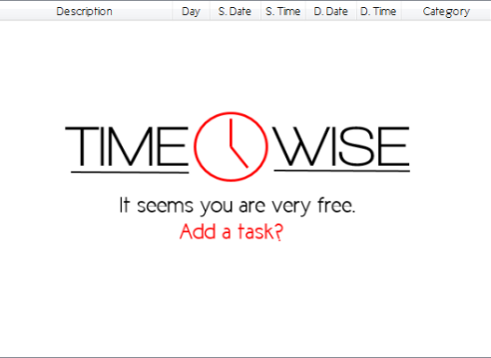 Description Day S. Date S. Time D. Date D. Time Category
TIME WISE
It seems you are very free.
Add a task?